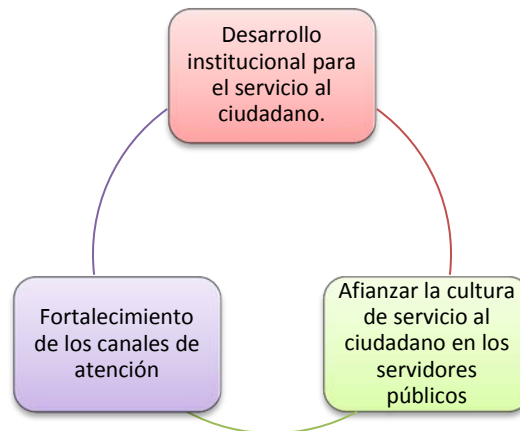 Desarrollo
institucional para
el servicio al
ciudadano.
Afianzar la cultura
de servicio al
ciudadano en los
servidores
públicos
Fortalecimiento
de los canales de
atención